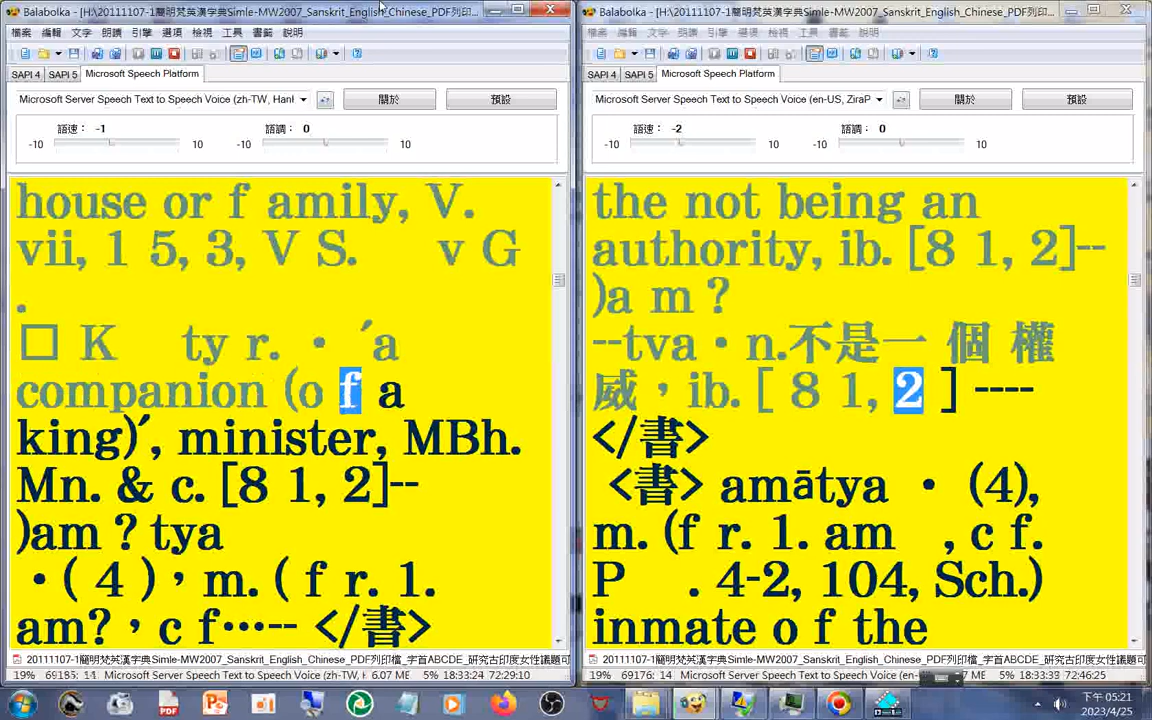 Balabolka - [H:\20111107-1簡明梵英漢字典Simle-MW2007_Sanskrit_English_Chinese_PDF列印...
檔案 編輯 文字 朗讀 引擎 選項 檢視 工具 書籤 說明
SAPI 4 SAPI 5 Microsoft Speech Platform
Microsoft Server Speech Text to Speech Voice (zh-TW, Hanl
關於 預設
語速： -1 語調： 0
-10 10 -10 10
house or f amily, V.
vii, 1 5, 3, V S. v G
.
□ K ty r. · ´a
companion (o f a
king)´, minister, MBh.
Mn. & c. [8 1, 2]--
)am ? tya
·( 4 )，m. ( f r. 1.
am?，c f…-- </書>
20111107-1簡明梵英漢字典Simle-MW2007_Sanskrit_English_Chinese_PDF列印檔_字首ABCDE_研究古印度女性議題可
19% 69185: 14 Microsoft Server Speech Text to Speech Voice (zh-TW, H 6.07 ME 5% 18:33:24 72:29:10
Balabolka - [H:\20111107-1簡明梵英漢字典Simle-MW2007_Sanskrit_English_Chinese_PDF列印...
檔案 編輯 文字 朗讀 引擎 選項 檢視 工具 書籤 說明
SAPI 4 SAPI 5 Microsoft Speech Platform
Microsoft Server Speech Text to Speech Voice (en-US, ZiraP
關於 預設
語速： -2 語調： 0
-10 10 -10 10
the not being an
authority, ib. [8 1, 2]--
)a m ?
--tva · n.不是一 個 權
威，ib. [ 8 1, 2 ] ----
</書>
<書> amātya · (4),
m. (f r. 1. am , c f.
P . 4-2, 104, Sch.)
inmate o f the
20111107-1簡明梵英漢字典Simle-MW2007_Sanskrit_English_Chinese_PDF列印檔_字首ABCDE_研究古印度女性議題可
19% 69176: 14 Microsoft Server Speech Text to Speech Voice (en-U 6.07 ME 5% 18:33:39 72:46:25
下午 05:21
2023/4/25